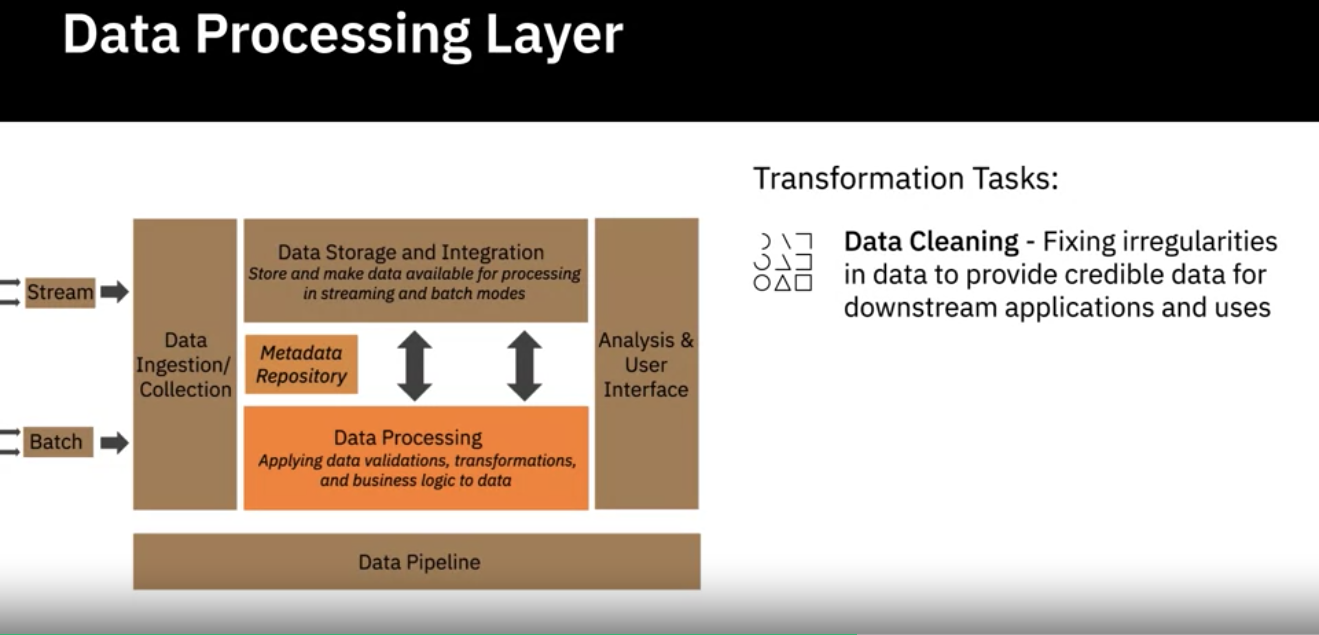 Data Processing Layer
Stream
Batch
Data
Ingestion/
Collection
Data Storage and Integration
Store and make data available for processing
in streaming and batch modes
Metadata
Repository
Data Processing
Applying data validations, transformations,
and business logic to data
Analysis &
User
Interface
Data Pipeline
Transformation Tasks:
Data Cleaning - Fixing irregularities
in data to provide credible data for
downstream applications and uses